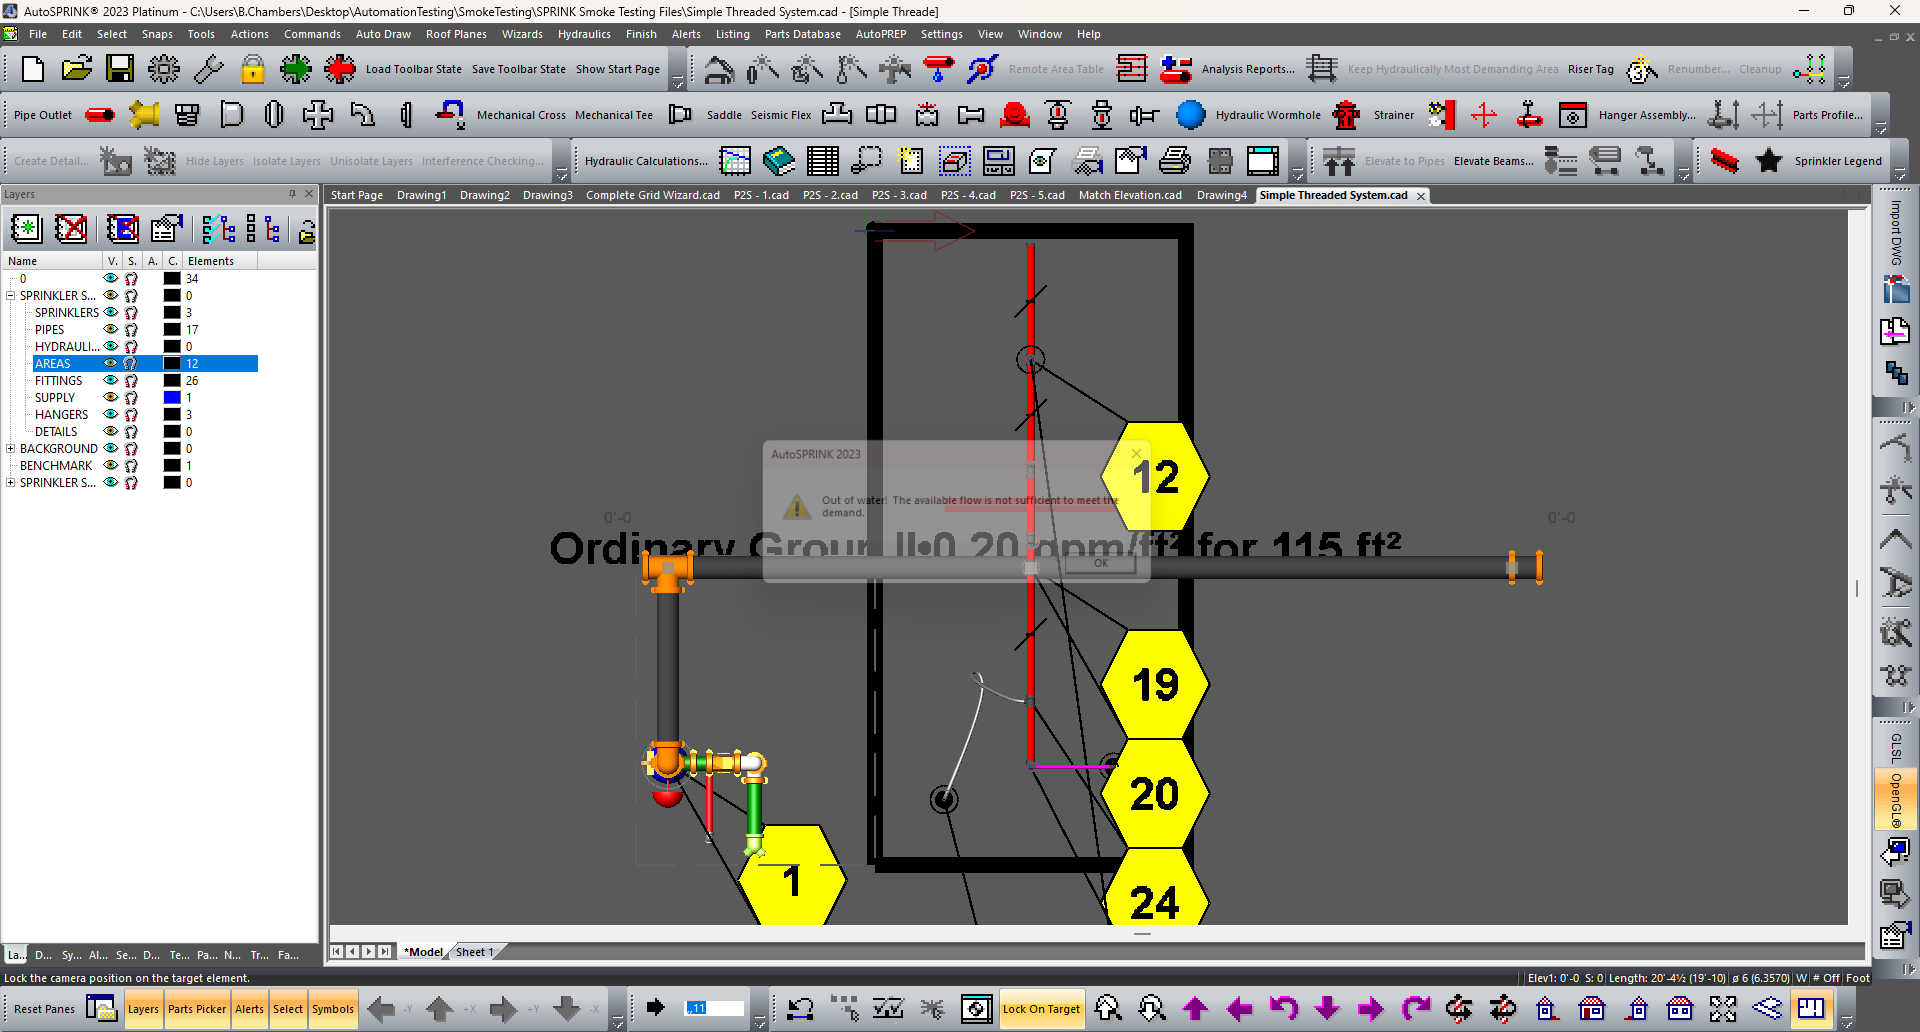 AutoSPRINK® 2023 Platinum - C:\Users\B.Chambers\Desktop\AutomationTesting\SmokeTesting\SPRINK Smoke Testing Files\Simple Threaded System.cad - [Simple Threade]
File Edit Select Snaps Tools Actions Commands Auto Draw Roof Planes Wizards Hydraulics Finish Alerts Listing Parts Database AutoPREP Settings View Window Help
Load Toolbar State Save Toolbar State Show Start Page Remote Area Table Analysis Reports... Keep Hydraulically Most Demanding Area Riser Tag Renumber... Cleanup
Pipe Outlet Mechanical Cross Mechanical Tee Saddle Seismic Flex Hydraulic Wormhole Strainer Hanger Assembly... Parts Profile...
Create Detail... Hide Layers Isolate Layers Unisolate Layers Interference Checking... Hydraulic Calculations... Elevate to Pipes Elevate Beams... Sprinkler Legend
Layers
Start Page Drawing1 Drawing2 Drawing3 Complete Grid Wizard.cad P2S - 1.cad P2S - 2.cad P2S - 3.cad P2S - 4.cad P2S - 5.cad Match Elevation.cad Drawing4 Simple Threaded System.cad
Name V. S. A. C. Elements
0 34
SPRINKLER S... 0
SPRINKLERS 3
PIPES 17
HYDRAULI... 0
AREAS 12
FITTINGS 26
SUPPLY 1
HANGERS 3
DETAILS 0
BACKGROUND 0
BENCHMARK 1
SPRINKLER S... 0
AutoSPRINK 2023
Out of water! The available flow is not sufficient to meet the
demand.
OK
0'-0
0'-0
Ordinary Group II•0.20 gpm/ft² for 115 ft²
12
19
20
24
1
Import DWG
GLSL
OpenGL®
La... D... Sy... Al... Se... D... Te... Pa... N... Tr... Fa...
*Model Sheet 1
Lock the camera position on the target element.
Elev1: 0'-0 S: 0 Length: 20'-4½ (19'-10) ø 6 (6.3570) W # Off Foot
Reset Panes Layers Parts Picker Alerts Select Symbols -Y +X +Y -X ,,11 Lock On Target